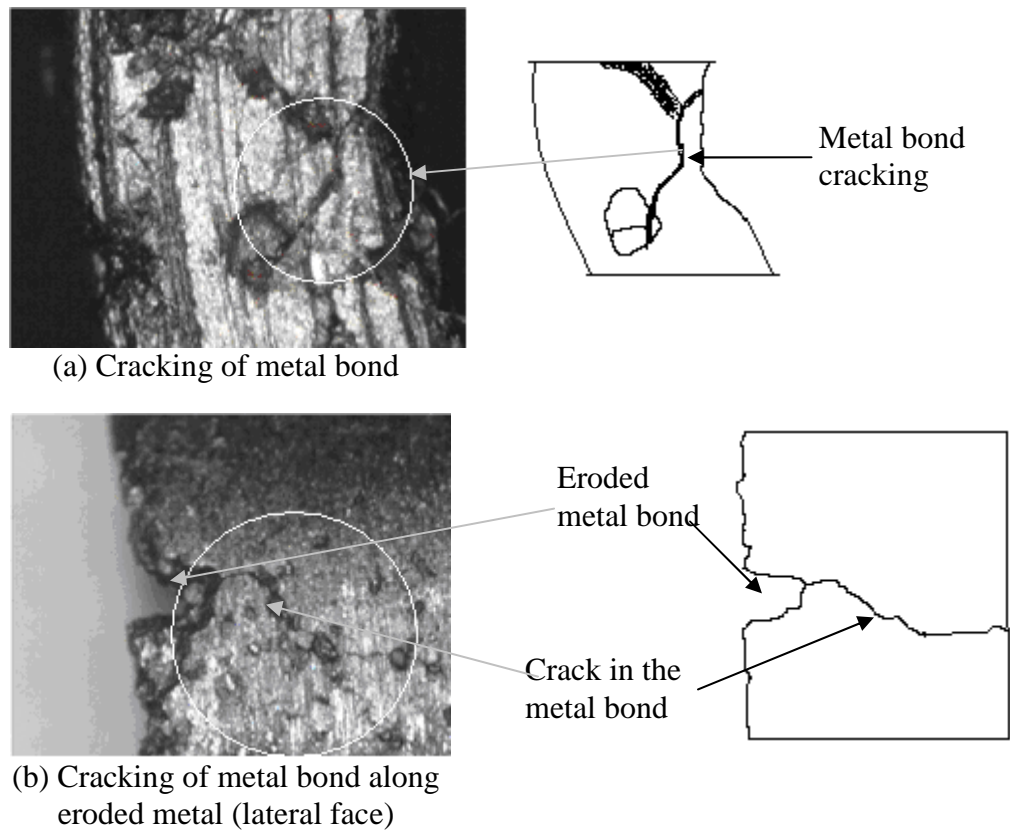 Metal bond
cracking
(a) Cracking of metal bond
Eroded
metal bond
Crack in the
metal bond
(b) Cracking of metal bond along
eroded metal (lateral face)